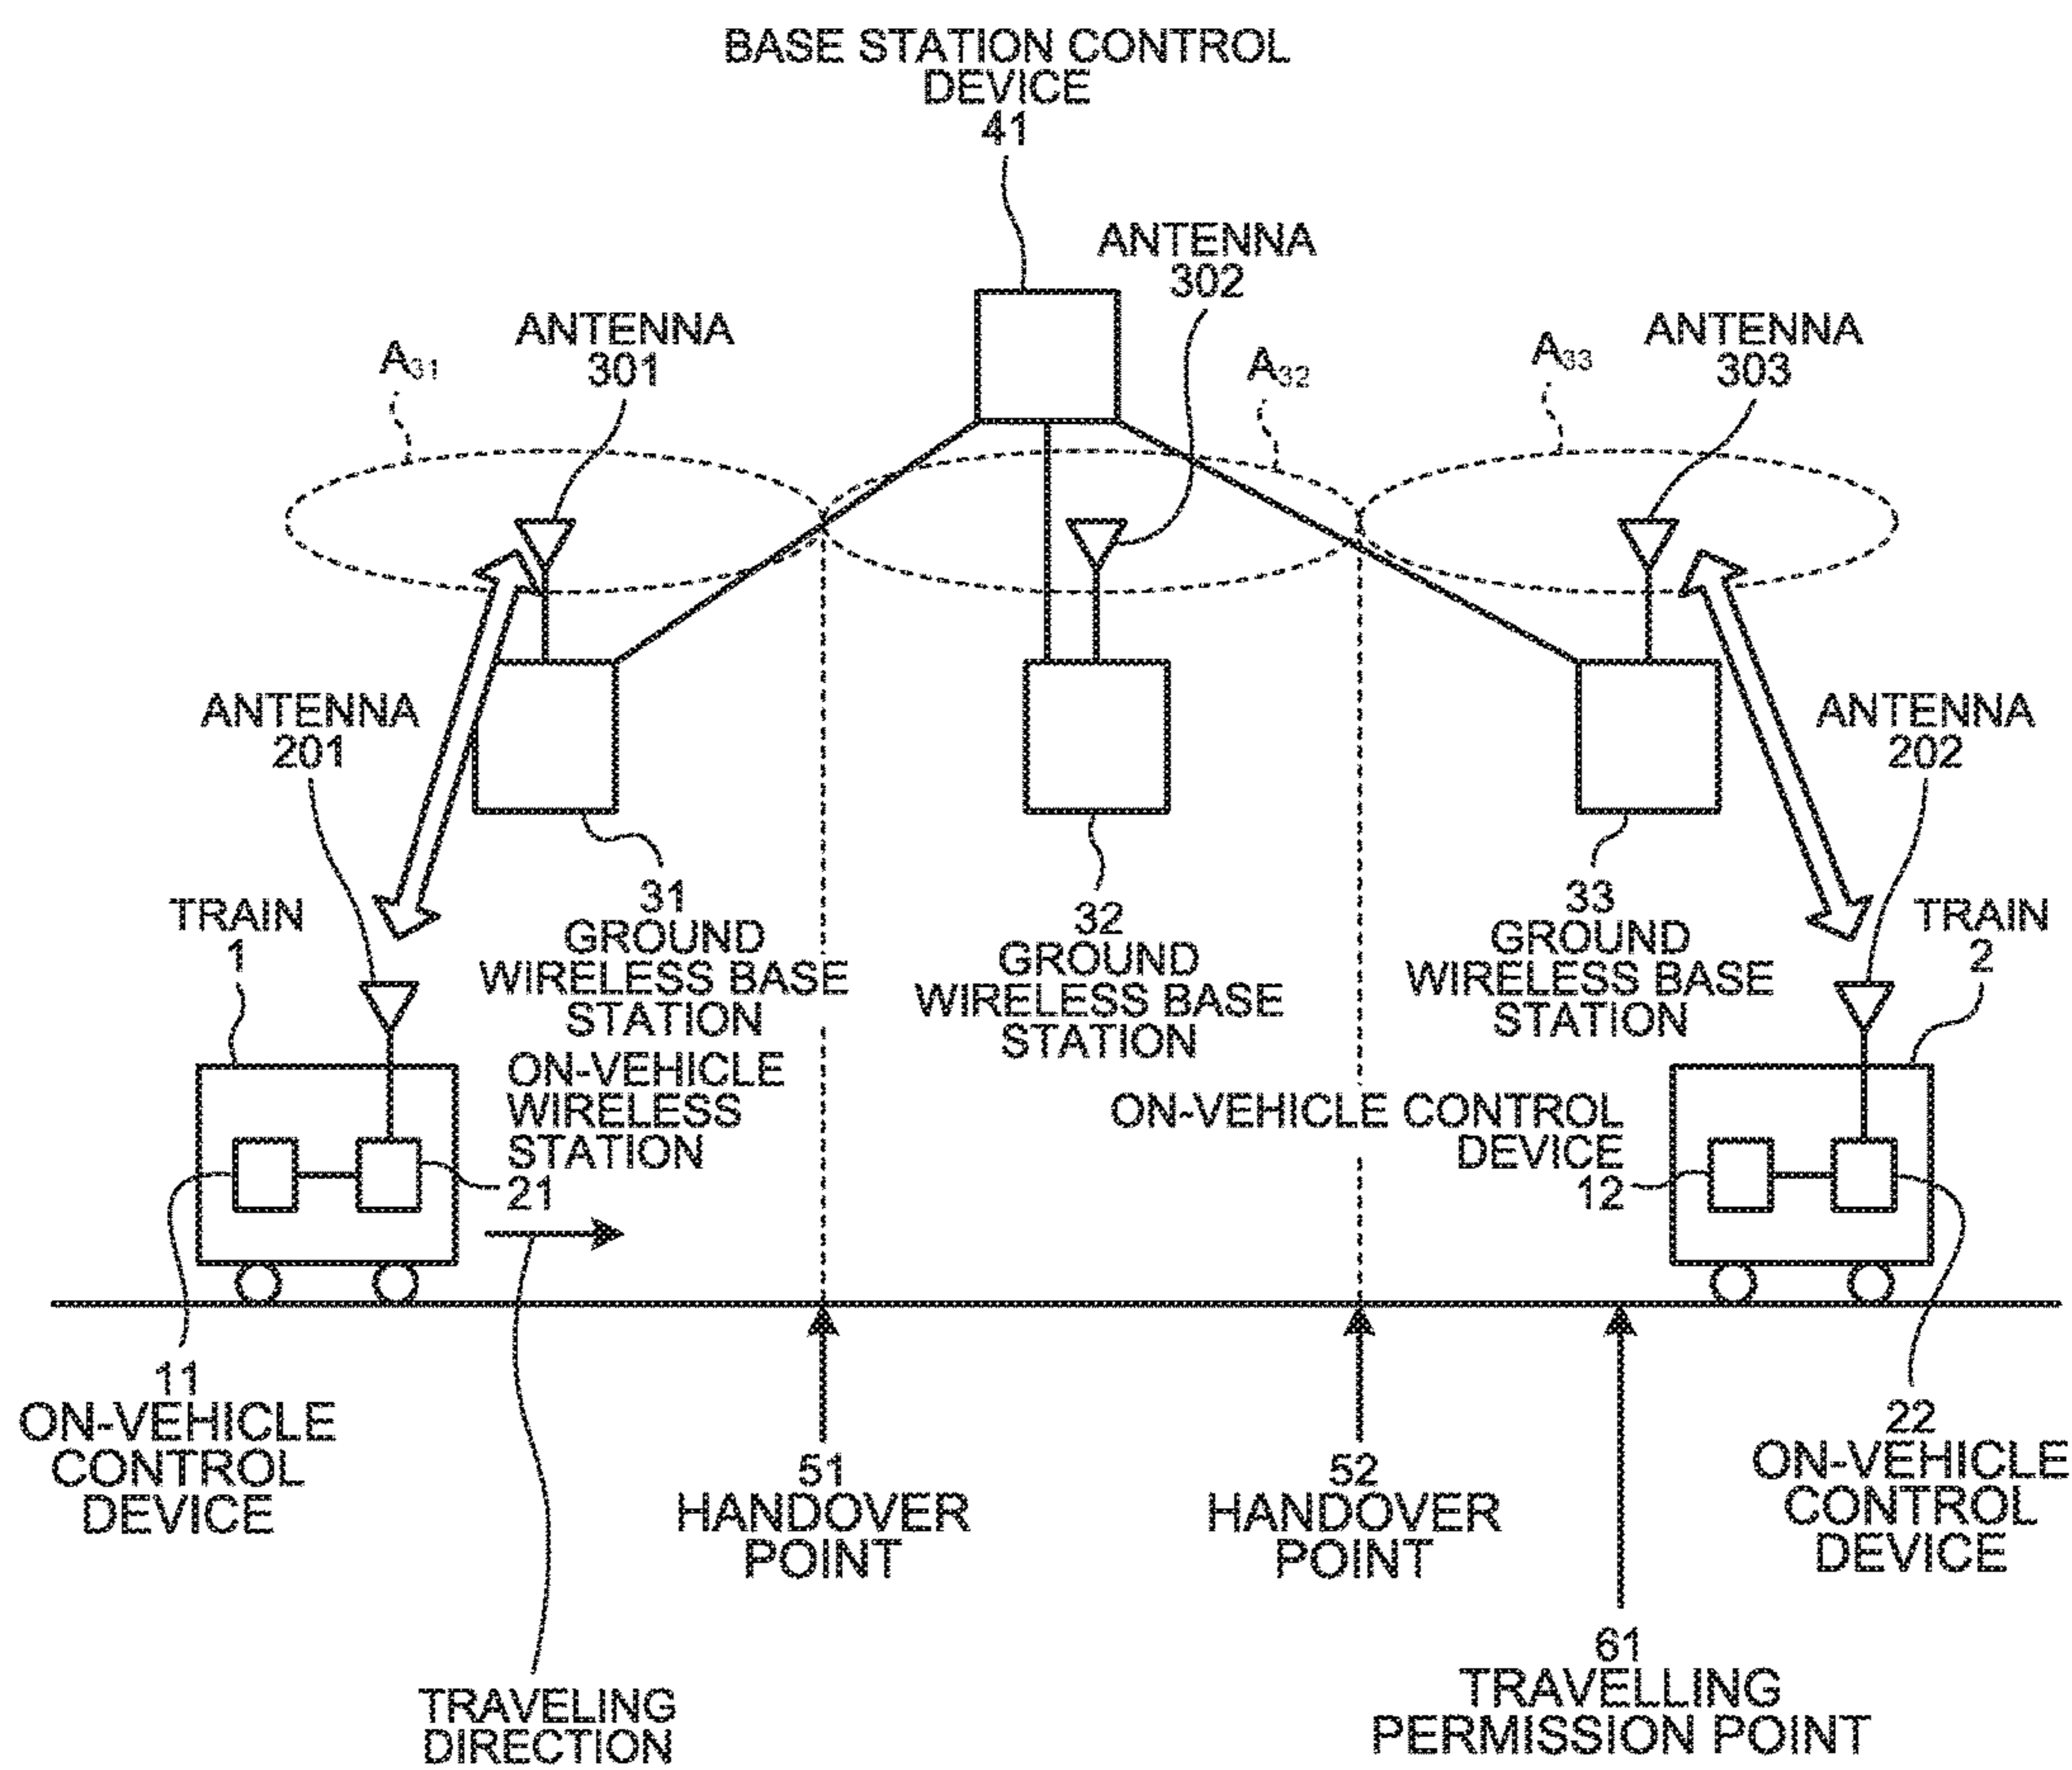 BASE STATION CONTROL
DEVICE
41
ANTENNA
302
ANTENNA
301
ANTENNA
303
A31
A32
A33
ANTENNA
201
ANTENNA
202
TRAIN
1
31
GROUND
WIRELESS BASE
STATION
32
GROUND
WIRELESS BASE
STATION
33
GROUND
WIRELESS BASE
STATION
TRAIN
2
ON-VEHICLE
WIRELESS
STATION
21
ON-VEHICLE CONTROL
DEVICE
12
11
ON-VEHICLE
CONTROL
DEVICE
51
HANDOVER
POINT
52
HANDOVER
POINT
22
ON-VEHICLE
CONTROL
DEVICE
61
TRAVELLING
PERMISSION POINT
TRAVELING
DIRECTION